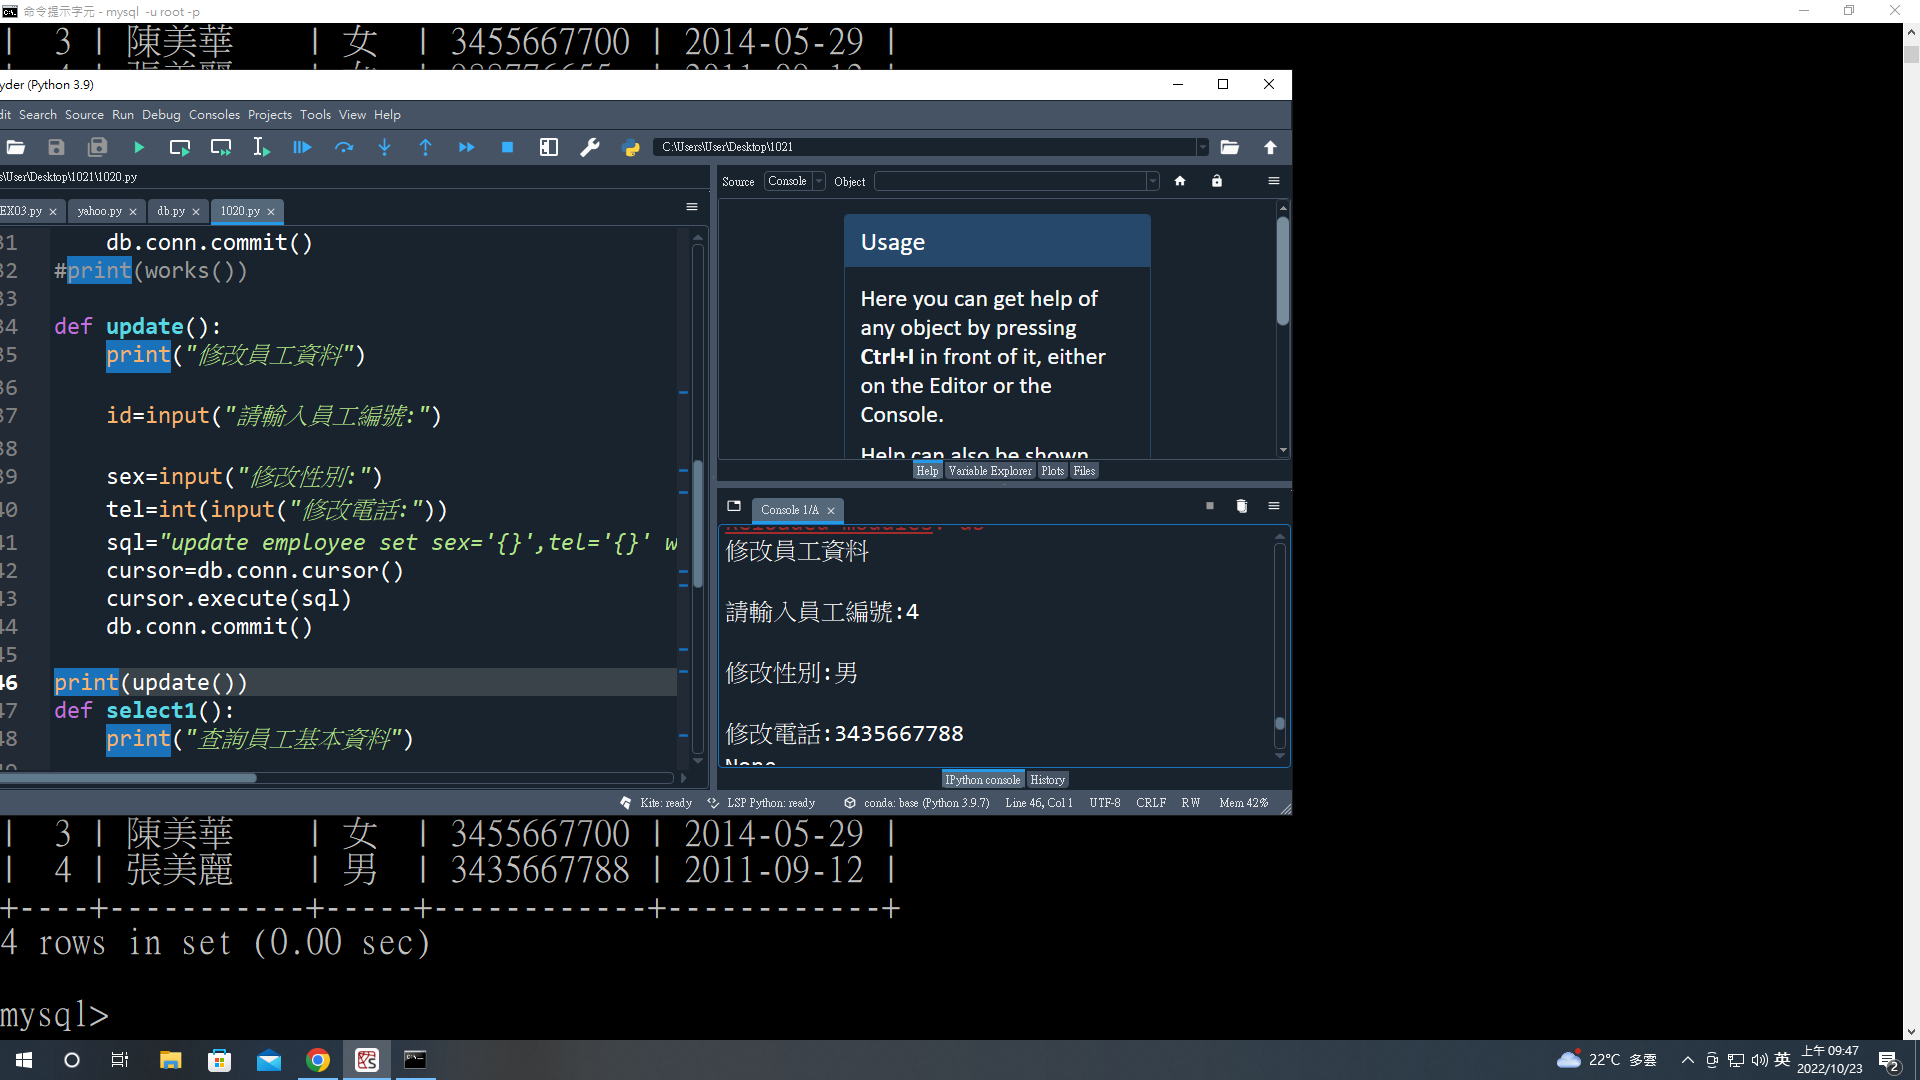 命令提示字元 - mysql -u root -p
| 3 | 陳美華 | 女 | 3455667700 | 2014-05-29 |
yder (Python 3.9)
dit Search Source Run Debug Consoles Projects Tools View Help
C:\Users\User\Desktop\1021
s\User\Desktop\1021\1020.py
EX03.py
yahoo.py
db.py
1020.py
31 db.conn.commit()
32 #print(works())
33
34 def update():
35 print("修改員工資料")
36
37 id=input("請輸入員工編號:")
38
39 sex=input("修改性別:")
40 tel=int(input("修改電話:"))
41 sql="update employee set sex='{}',tel='{}' w
42 cursor=db.conn.cursor()
43 cursor.execute(sql)
44 db.conn.commit()
45
46 print(update())
47 def select1():
48 print("查詢員工基本資料")
Source Console Object
Usage
Here you can get help of
any object by pressing
Ctrl+I in front of it, either
on the Editor or the
Console.
Help can also be shown
Help Variable Explorer Plots Files
Console 1/A
修改員工資料
請輸入員工編號:4
修改性別:男
修改電話:3435667788
None
IPython console History
Kite: ready LSP Python: ready conda: base (Python 3.9.7) Line 46, Col 1 UTF-8 CRLF RW Mem 42%
| 3 | 陳美華 | 女 | 3455667700 | 2014-05-29 |
| 4 | 張美麗 | 男 | 3435667788 | 2011-09-12 |
+----+-----------+-----+------------+------------+
4 rows in set (0.00 sec)
mysql>
22°C 多雲
英
上午 09:47
2022/10/23
2